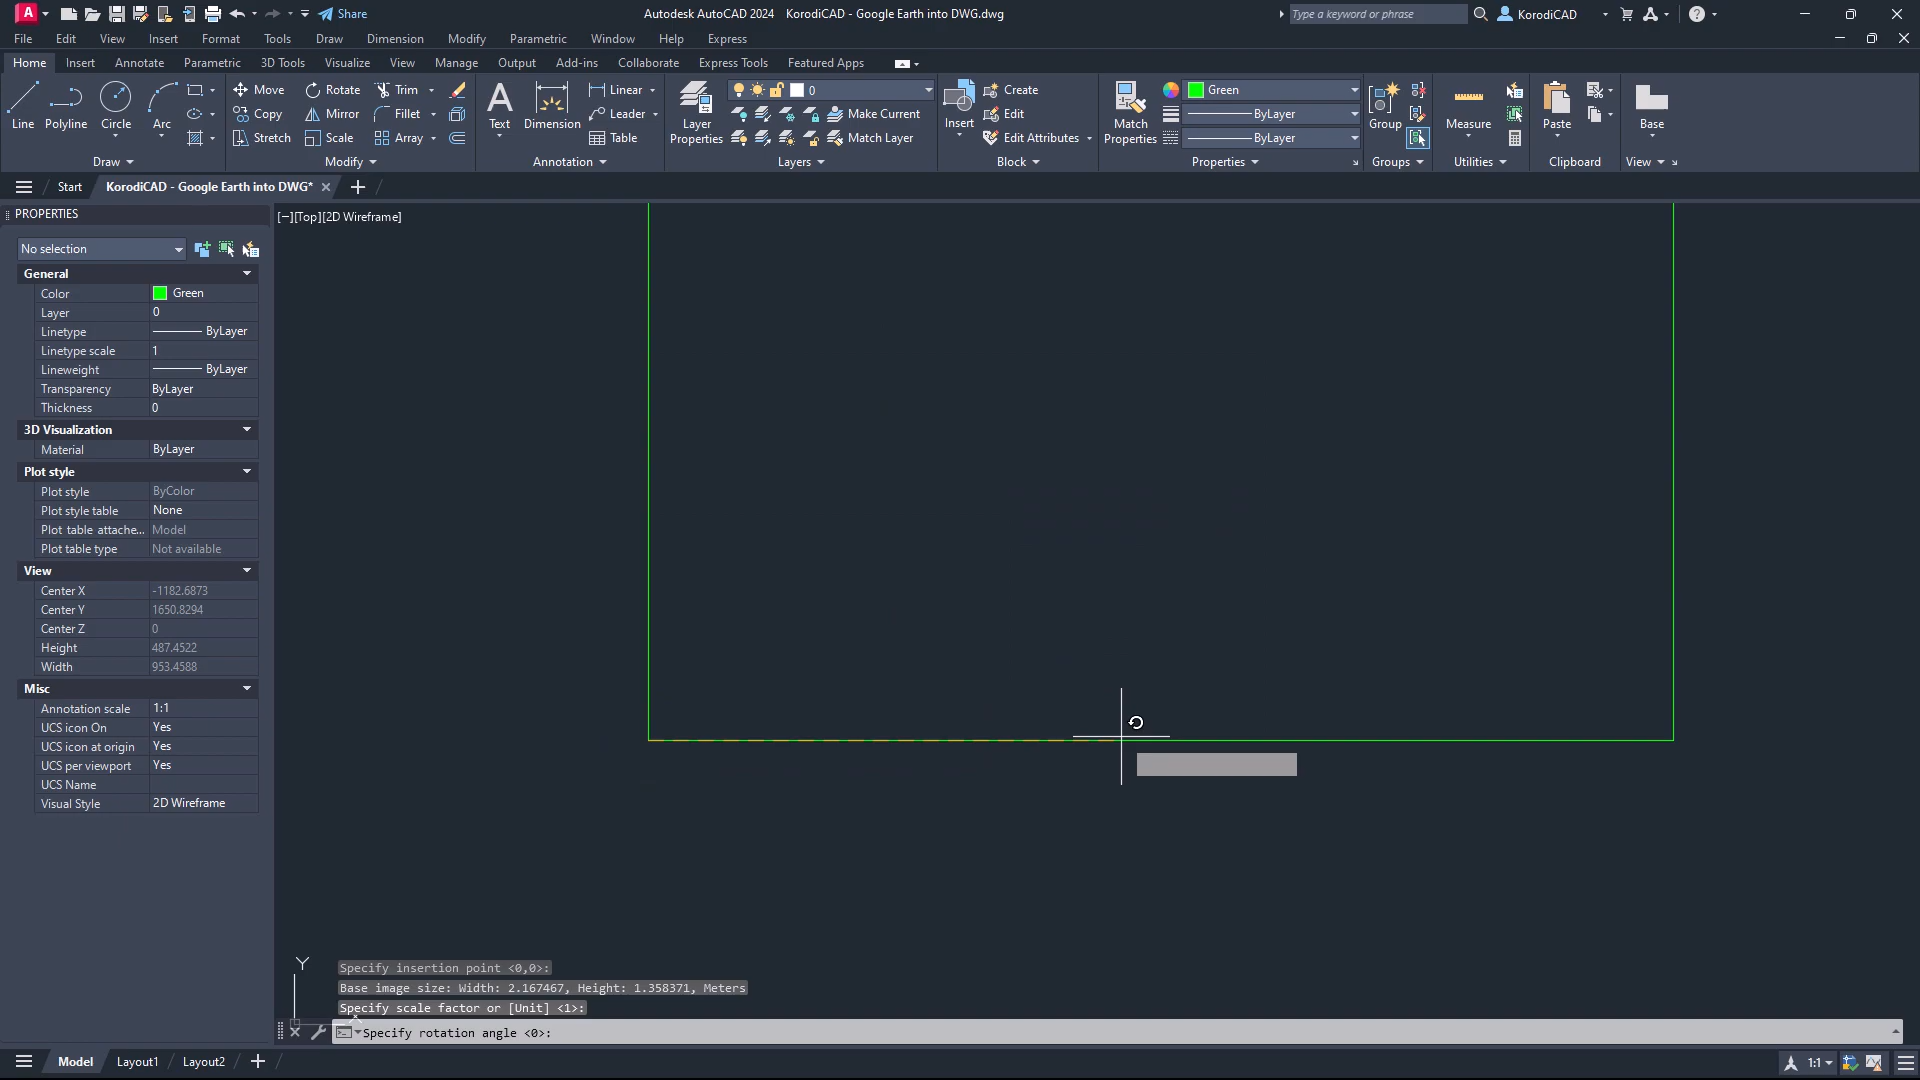 A Share Autodesk AutoCAD 2024 KorodiCAD - Google Earth into DWG.dwg Type a keyword or phrase KorodiCAD
File Edit View Insert Format Tools Draw Dimension Modify Parametric Window Help Express
Home Insert Annotate Parametric 3D Tools Visualize View Manage Output Add-ins Collaborate Express Tools Featured Apps
Line Polyline Circle Arc
Draw
Move Rotate Trim
Copy Mirror Fillet
Stretch Scale Array
Modify
Text Dimension
Linear
Leader
Table
Annotation
Layer Properties
0
Make Current
Match Layer
Layers
Insert
Create
Edit
Edit Attributes
Block
Match Properties
Green
ByLayer
ByLayer
Properties
Group
Groups
Measure
Utilities
Paste
Clipboard
Base
View
Start KorodiCAD - Google Earth into DWG*
PROPERTIES
No selection
General
Color Green
Layer 0
Linetype ByLayer
Linetype scale 1
Lineweight ByLayer
Transparency ByLayer
Thickness 0
3D Visualization
Material ByLayer
Plot style
Plot style ByColor
Plot style table None
Plot table attache... Model
Plot table type Not available
View
Center X -1182.6873
Center Y 1650.8294
Center Z 0
Height 487.4522
Width 953.4588
Misc
Annotation scale 1:1
UCS icon On Yes
UCS icon at origin Yes
UCS per viewport Yes
UCS Name
Visual Style 2D Wireframe
[−][Top][2D Wireframe]
Y
Specify insertion point <0,0>:
Base image size: Width: 2.167467, Height: 1.358371, Meters
Specify scale factor or [Unit] <1>:
Specify rotation angle <0>:
Model Layout1 Layout2 1:1